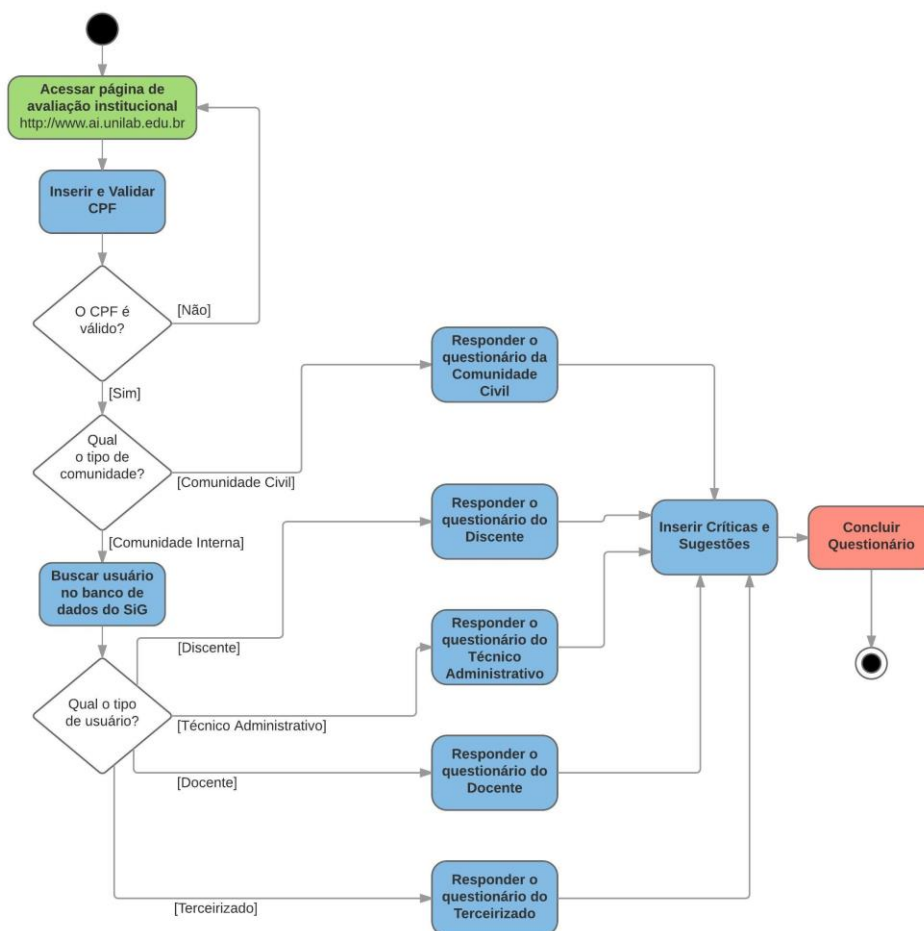 Acessar página de
avaliação institucional
http://www.ai.unilab.edu.br
Inserir e Validar
CPF
O CPF é
válido?
[Não]
[Sim]
Qual
o tipo de
comunidade?
[Comunidade Civil]
[Comunidade Interna]
Buscar usuário
no banco de
dados do SiG
Qual o tipo
de usuário?
[Discente]
[Técnico Administrativo]
[Docente]
[Terceirizado]
Responder o
questionário da
Comunidade
Civil
Responder o
questionário do
Discente
Responder o
questionário do
Técnico
Administrativo
Responder o
questionário do
Docente
Responder o
questionário do
Terceirizado
Inserir Críticas e
Sugestões
Concluir
Questionário